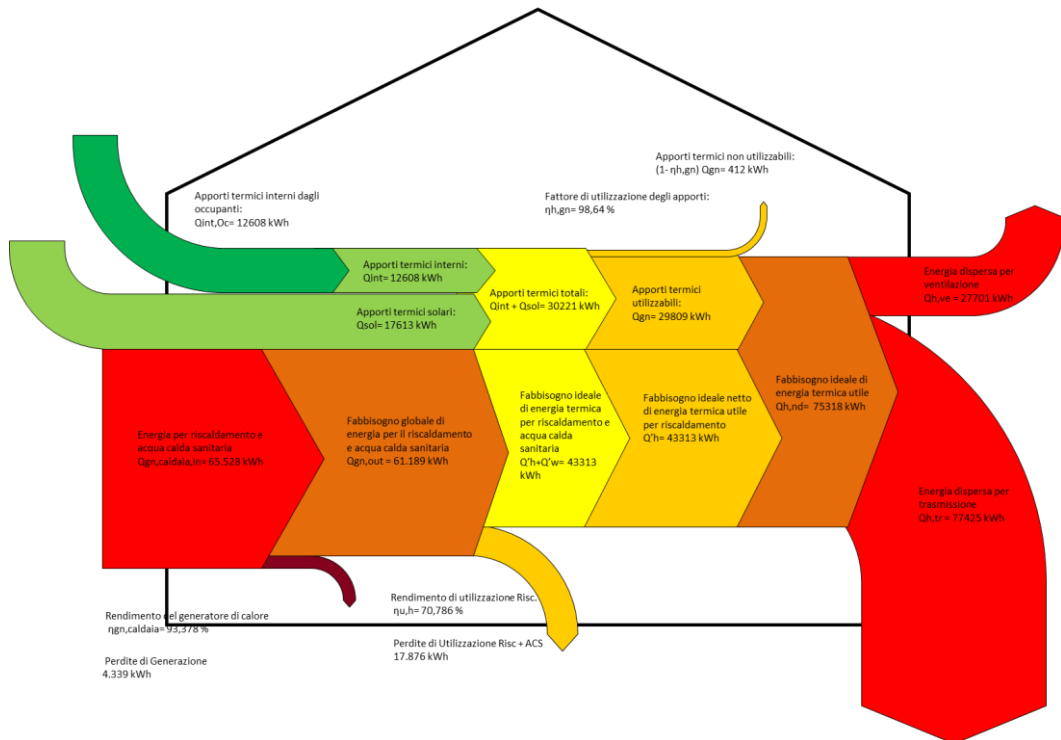 Apporti termici non utilizzabili:
(1- ηh,gn) Qgn= 412 kWh
Apporti termici interni dagli
occupanti:
Qint,Oc= 12608 kWh
Fattore di utilizzazione degli apporti:
ηh,gn= 98,64 %
Apporti termici interni:
Qint= 12608 kWh
Energia dispersa per
ventilazione
Qh,ve = 27701 kWh
Apporti termici totali:
Qint + Qsol= 30221 kWh
Apporti termici
utilizzabili:
Qgn= 29809 kWh
Apporti termici solari:
Qsol= 17613 kWh
Energia per riscaldamento e
acqua calda sanitaria
Qgn,caldaia,in= 65.528 kWh
Fabbisogno globale di
energia per il riscaldamento
e acqua calda sanitaria
Qgn,out = 61.189 kWh
Fabbisogno ideale
di energia termica
per riscaldamento e
acqua calda
sanitaria
Q'h+Q'w= 43313
kWh
Fabbisogno ideale netto
di energia termica utile
per riscaldamento
Q'h= 43313 kWh
Fabbisogno ideale di
energia termica utile
Qh,nd= 75318 kWh
Energia dispersa per
trasmissione
Qh,tr = 77425 kWh
Rendimento del generatore di calore
ηgn,caldaia= 93,378 %
Perdite di Generazione
4.339 kWh
Rendimento di utilizzazione Risc.
ηu,h= 70,786 %
Perdite di Utilizzazione Risc + ACS
17.876 kWh